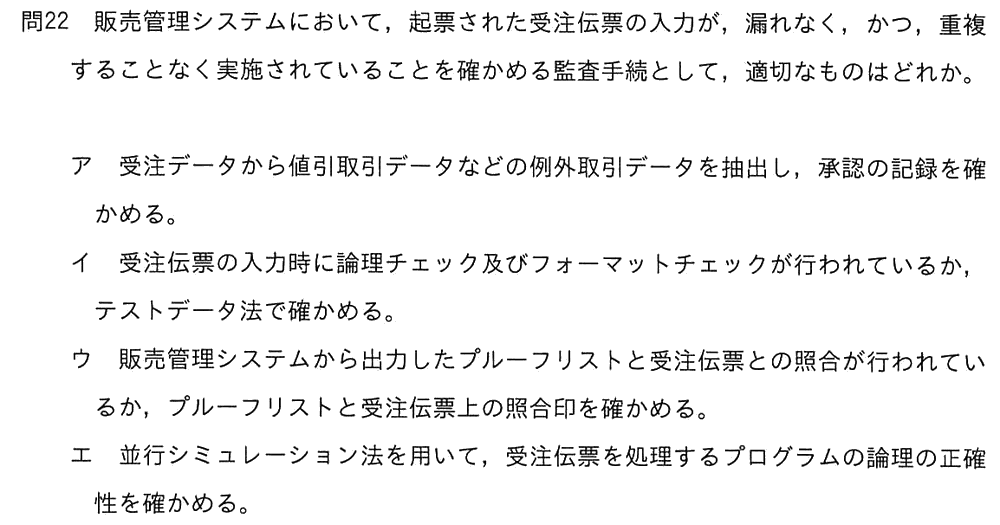 問22 販売管理システムにおいて，起票された受注伝票の入力が，漏れなく，かつ，重複
することなく実施されていることを確かめる監査手続として，適切なものはどれか。
ア 受注データから値引取引データなどの例外取引データを抽出し，承認の記録を確
かめる。
イ 受注伝票の入力時に論理チェック及びフォーマットチェックが行われているか，
テストデータ法で確かめる。
ウ 販売管理システムから出力したプルーフリストと受注伝票との照合が行われてい
るか，プルーフリストと受注伝票上の照合印を確かめる。
エ 並行シミュレーション法を用いて，受注伝票を処理するプログラムの論理の正確
性を確かめる。